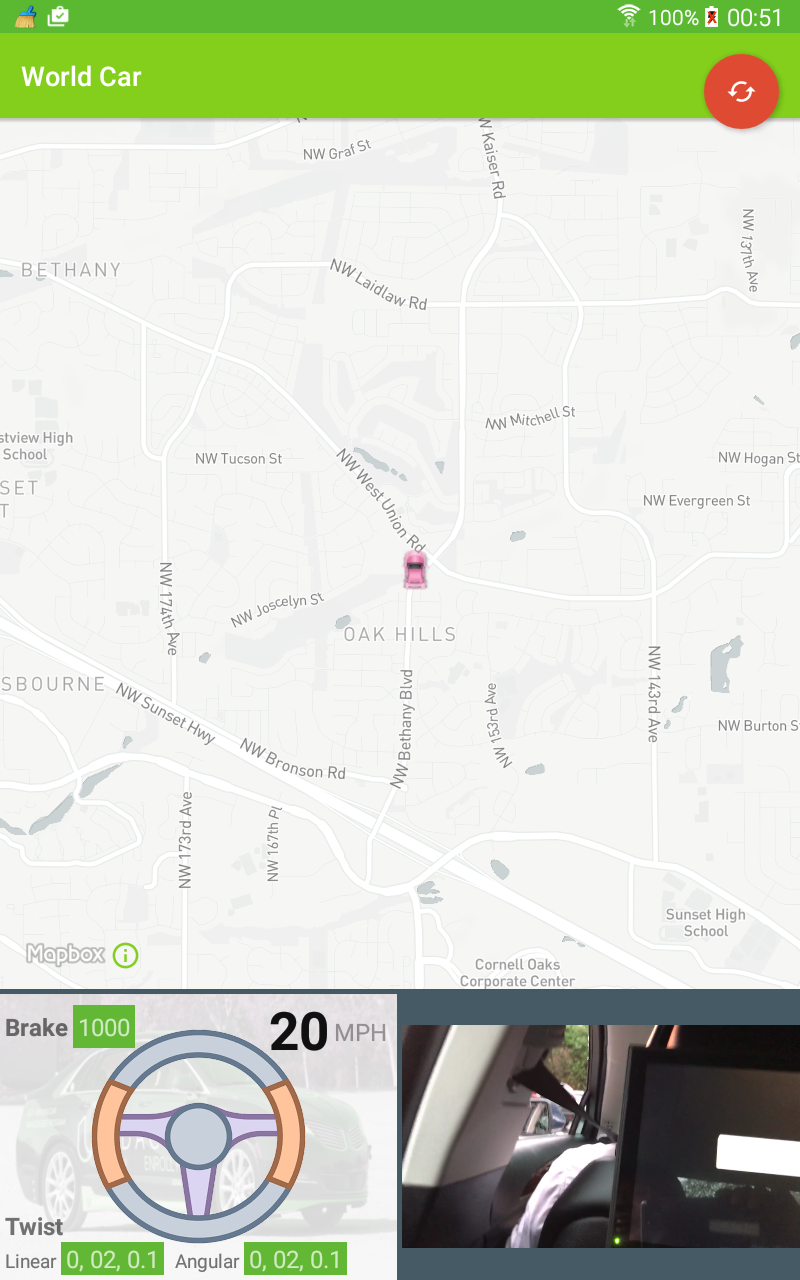 100% 00:51
World Car
NW Graf St
NW Kaiser Rd
NW 137th Ave
BETHANY
NW Laidlaw Rd
NW Mitchell St
stview High
School
NW Tucson St
NW Hogan St
NW West Union Rd
SET
T
NW Evergreen St
NW 174th Ave
NW Joscelyn St
OAK HILLS
SBOURNE
NW Sunset Hwy
NW Bethany Blvd
NW 153rd Ave
NW 143rd Ave
NW Burton S
NW Bronson Rd
NW 173rd Ave
NW 167th Pl
Sunset High
School
Mapbox
Cornell Oaks
Corporate Center
Brake 1000
20 MPH
Twist
Linear 0, 02, 0.1 Angular 0, 02, 0.1